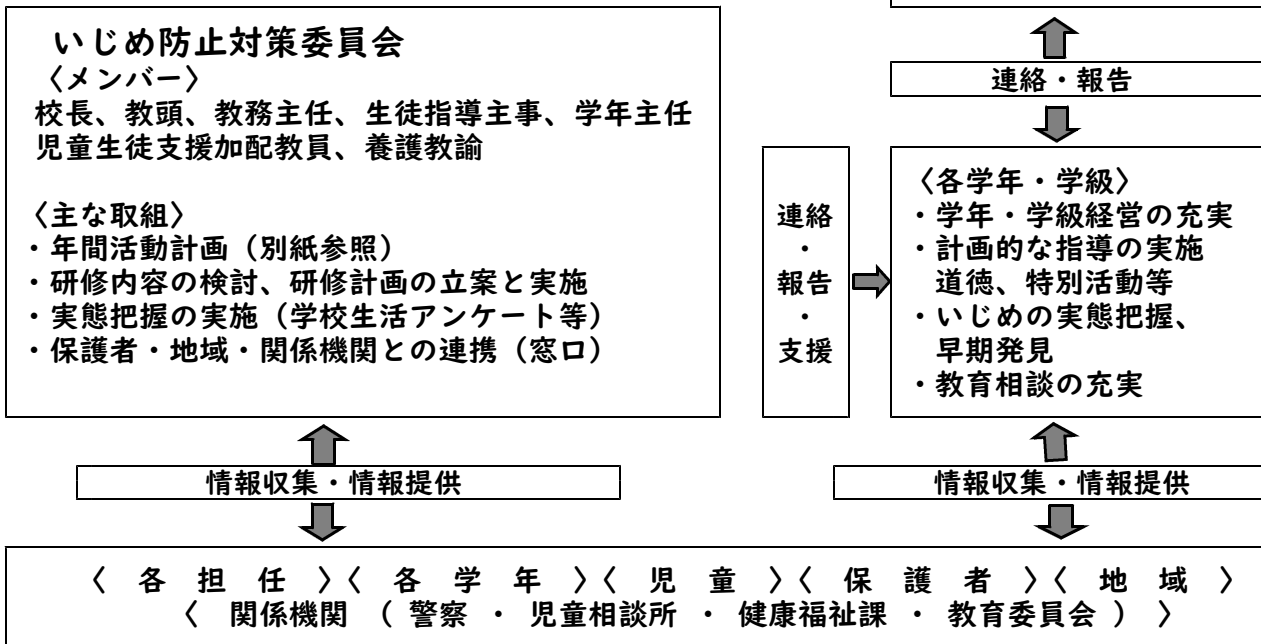 いじめ防止対策委員会
〈メンバー〉
校長、教頭、教務主任、生徒指導主事、学年主任
児童生徒支援加配教員、養護教諭
〈主な取組〉
・年間活動計画（別紙参照）
・研修内容の検討、研修計画の立案と実施
・実態把握の実施（学校生活アンケート等）
・保護者・地域・関係機関との連携（窓口）
連絡・報告
連絡
・
報告
・
支援
〈各学年・学級〉
・学年・学級経営の充実
・計画的な指導の実施
道徳、特別活動等
・いじめの実態把握、
早期発見
・教育相談の充実
情報収集・情報提供
情報収集・情報提供
〈 各 担 任 〉〈 各 学 年 〉〈 児 童 〉〈 保 護 者 〉〈 地 域 〉
〈 関係機関 （ 警察 ・ 児童相談所 ・ 健康福祉課 ・ 教育委員会 ） 〉